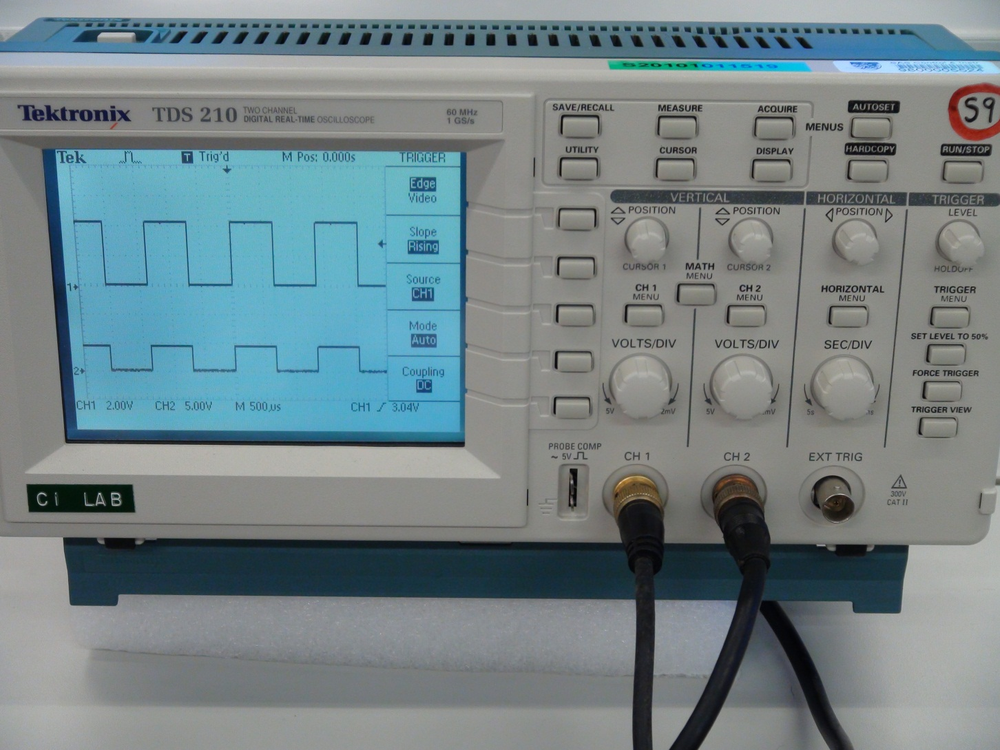 S20101011519
Tektronix TDS 210 TWO CHANNEL
DIGITAL REAL-TIME OSCILLOSCOPE
60 MHz
1 GS/s
Tek T Trig'd M Pos: 0.000s TRIGGER
Edge
Video
Slope
Rising
Source
CH1
Mode
Auto
Coupling
DC
1
2
CH1 2.00V CH2 5.00V M 500µs CH1 3.04V
Ci LAB
SAVE/RECALL MEASURE ACQUIRE AUTOSET
MENUS
59
UTILITY CURSOR DISPLAY HARDCOPY RUN/STOP
VERTICAL HORIZONTAL TRIGGER
POSITION POSITION POSITION LEVEL
CURSOR 1 CURSOR 2 HOLDOFF
MATH
MENU
CH 1
MENU
CH 2
MENU
HORIZONTAL
MENU
TRIGGER
MENU
VOLTS/DIV VOLTS/DIV SEC/DIV
SET LEVEL TO 50%
FORCE TRIGGER
TRIGGER VIEW
5V 2mV 5V 5s
PROBE COMP
~ 5V
CH 1 CH 2 EXT TRIG
300V
CAT II